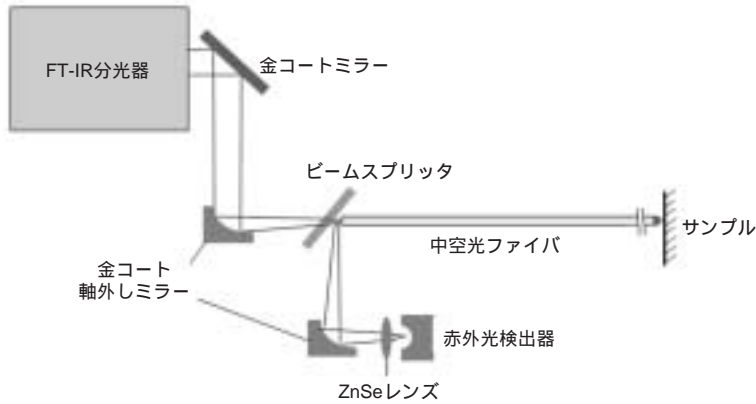 FT-IR分光器
金コートミラー
ビームスプリッタ
サンプル
中空光ファイバ
金コート
軸外しミラー
赤外光検出器
ZnSeレンズ